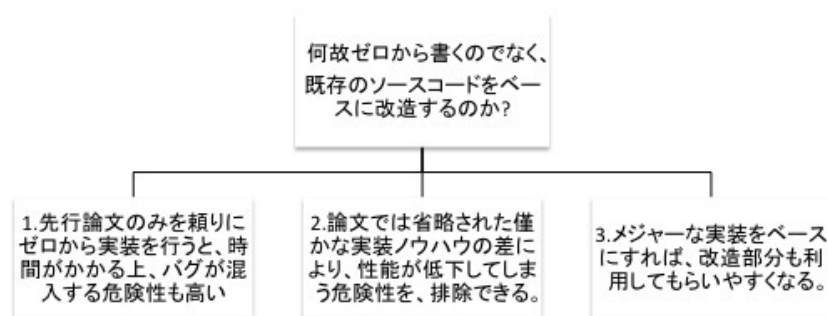 何故ゼロから書くのでなく、
既存のソースコードをベー
スに改造するのか?
1.先行論文のみを頼りに
ゼロから実装を行うと、時
間がかかる上、バグが混
入する危険性も高い
2.論文では省略された僅
かな実装ノウハウの差に
より、性能が低下してしま
う危険性を、排除できる。
3.メジャーな実装をベース
にすれば、改造部分も利
用してもらいやすくなる。